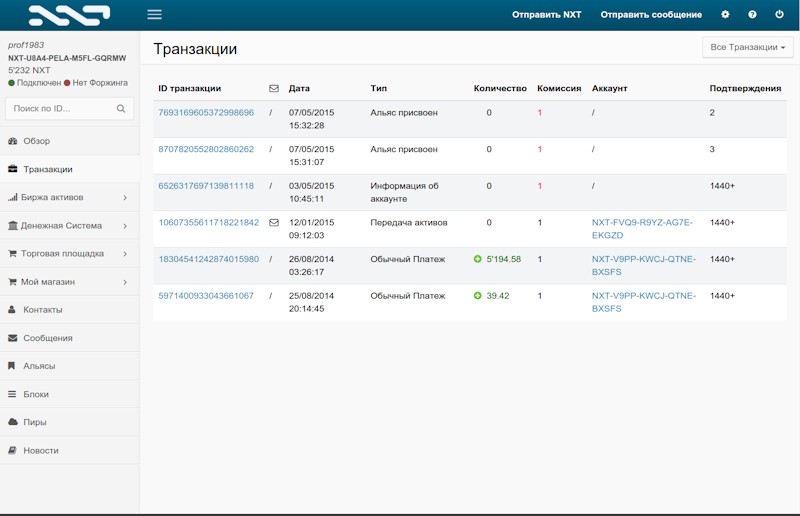 Отправить NXT Отправить сообщение
prof1983
NXT-U8A4-PELA-M5FL-GQRMW
5'232 NXT
Подключен Нет Форжинга
Поиск по ID...
Обзор
Транзакции
Биржа активов
Денежная Система
Торговая площадка
Мой магазин
Контакты
Сообщения
Альясы
Блоки
Пиры
Новости
Транзакции
Все Транзакции
ID транзакции Дата Тип Количество Комиссия Аккаунт Подтверждения
7693169605372998696 / 07/05/2015 Альяс присвоен 0 1 / 2
15:32:28
8707820552802860262 / 07/05/2015 Альяс присвоен 0 1 / 3
15:31:07
6526317697139811118 / 03/05/2015 Информация об 0 1 / 1440+
10:45:11 аккаунте
10607355611718221842 12/01/2015 Передача активов 0 1 NXT-FVQ9-R9YZ-AG7E- 1440+
09:12:03 EKGZD
18304541242874015980 / 26/08/2014 Обычный Платеж 5'194.58 1 NXT-V9PP-KWCJ-QTNE- 1440+
03:26:17 BXSFS
5971400933043661067 / 25/08/2014 Обычный Платеж 39.42 1 NXT-V9PP-KWCJ-QTNE- 1440+
20:14:45 BXSFS